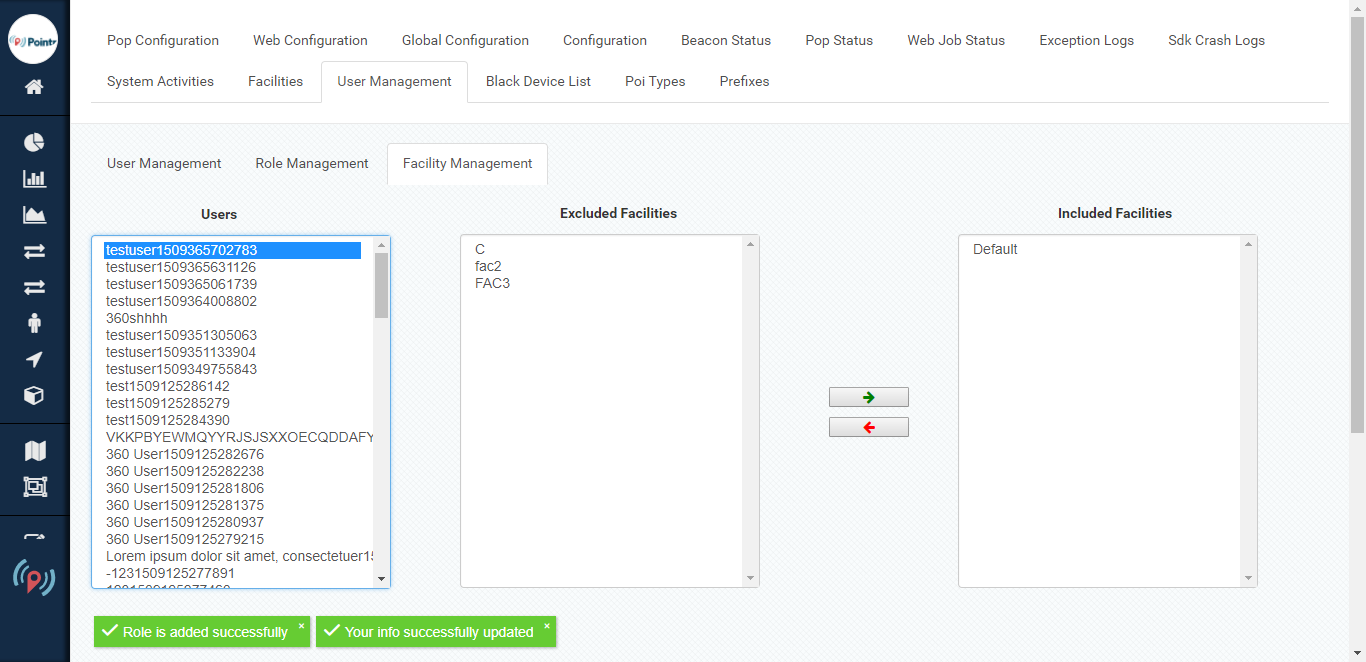 Pointr
Pop Configuration Web Configuration Global Configuration Configuration Beacon Status Pop Status Web Job Status Exception Logs Sdk Crash Logs
System Activities Facilities User Management Black Device List Poi Types Prefixes
User Management Role Management Facility Management
Users Excluded Facilities Included Facilities
testuser1509365702783
testuser1509365631126
testuser1509365061739
testuser1509364008802
360shhhh
testuser1509351305063
testuser1509351133904
testuser1509349755843
test1509125286142
test1509125285279
test1509125284390
VKKPBYEWMQYYRJSJSXXOECQDDAFY
360 User1509125282676
360 User1509125282238
360 User1509125281806
360 User1509125281375
360 User1509125280937
360 User1509125279215
Lorem ipsum dolor sit amet, consectetuer15
-1231509125277891
C
fac2
FAC3
Default
Role is added successfully ×
Your info successfully updated ×